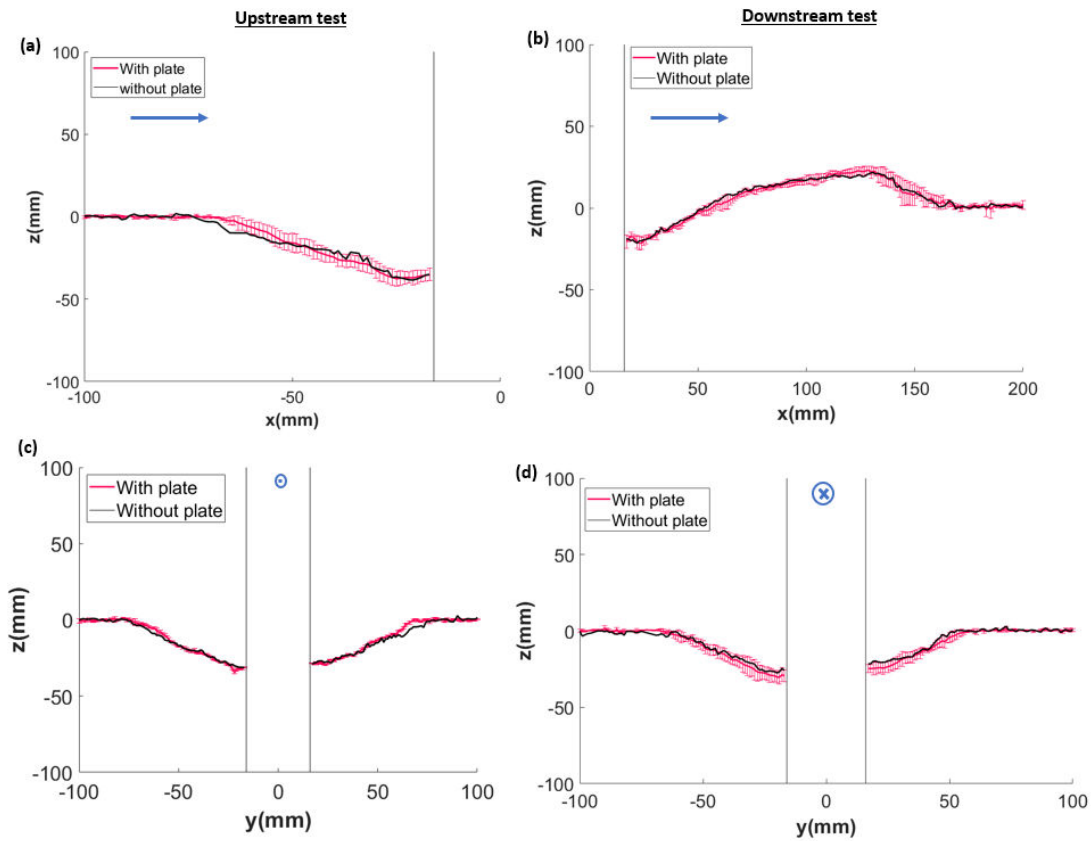 Upstream test
Downstream test
(a)
100
50
0
-50
-100
z(mm)
With plate
without plate
-100
-50
0
x(mm)
(b)
100
50
0
-50
-100
z(mm)
With plate
Without plate
0
50
100
150
200
x(mm)
(c)
100
50
0
-50
-100
z(mm)
With plate
Without plate
-100
-50
0
50
100
y(mm)
(d)
100
50
0
-50
-100
z(mm)
With plate
Without plate
-100
-50
0
50
100
y(mm)